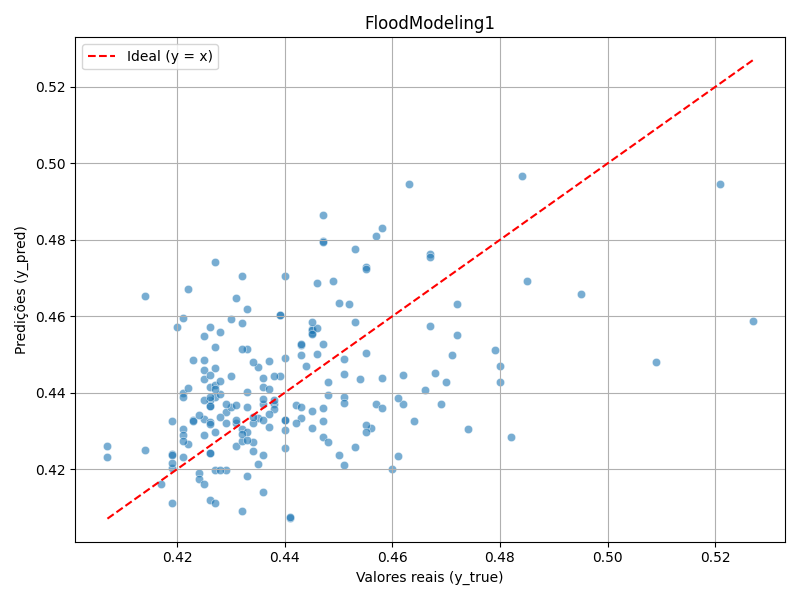 FloodModeling1
Ideal (y = x)
Predições (y_pred)
0.52
0.50
0.48
0.46
0.44
0.42
0.42 0.44 0.46 0.48 0.50 0.52
Valores reais (y_true)